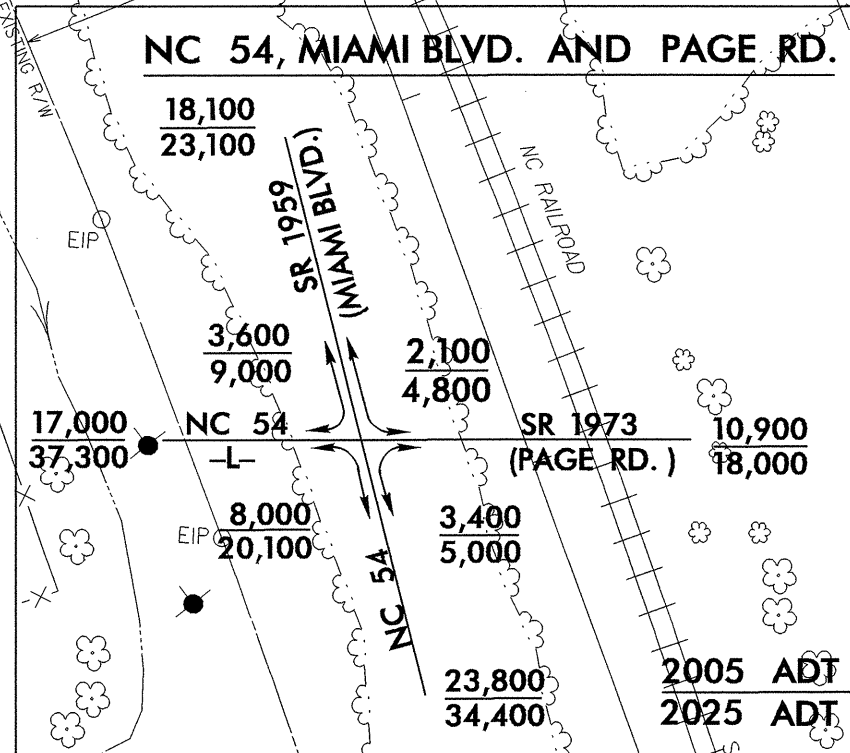 EXISTING R/W
NC 54, MIAMI BLVD. AND PAGE RD.
18,100
23,100
SR 1959
(MIAMI BLVD.)
NC RAILROAD
EIP
3,600
9,000
2,100
4,800
17,000
37,300
NC 54
-L-
SR 1973
(PAGE RD. )
10,900
18,000
EIP
8,000
20,100
3,400
5,000
NC 54
23,800
34,400
2005 ADT
2025 ADT